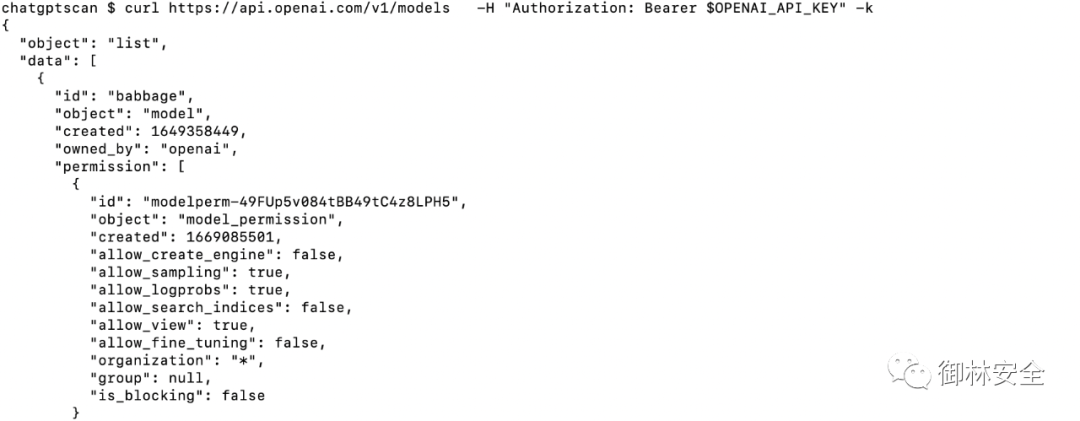 chatgptscan $ curl https://api.openai.com/v1/models   -H "Authorization: Bearer $OPENAI_API_KEY" -k
{
  "object": "list",
  "data": [
    {
      "id": "babbage",
      "object": "model",
      "created": 1649358449,
      "owned_by": "openai",
      "permission": [
        {
          "id": "modelperm-49FUp5v084tBB49tC4z8LPH5",
          "object": "model_permission",
          "created": 1669085501,
          "allow_create_engine": false,
          "allow_sampling": true,
          "allow_logprobs": true,
          "allow_search_indices": false,
          "allow_view": true,
          "allow_fine_tuning": false,
          "organization": "*",
          "group": null,
          "is_blocking": false
        }
御林安全